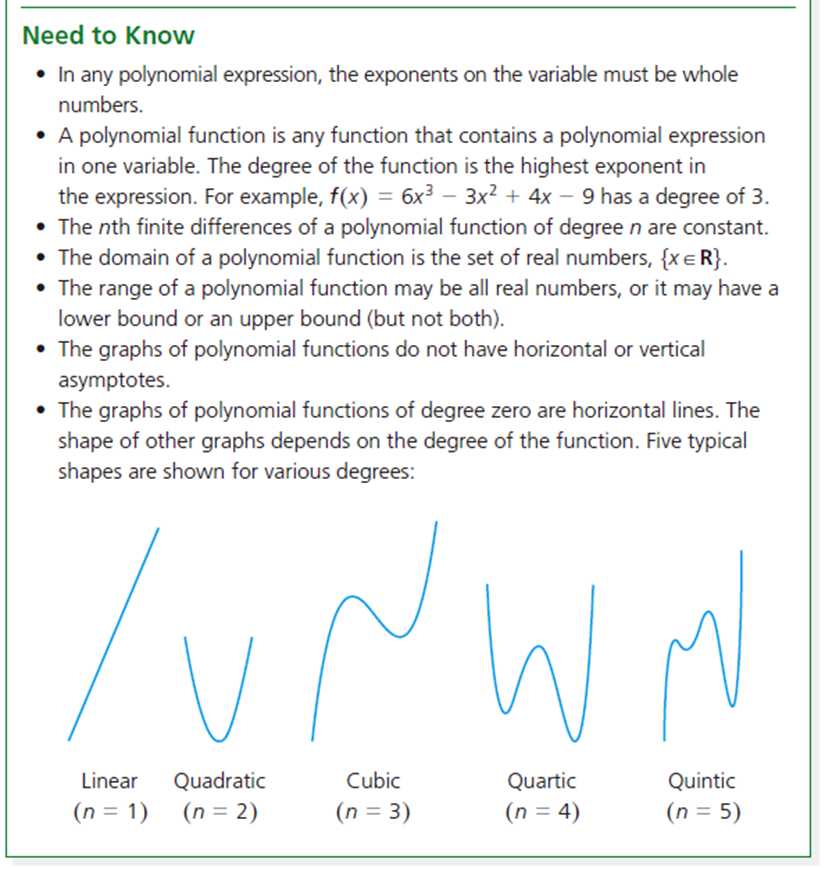 Need to Know
• In any polynomial expression, the exponents on the variable must be whole
numbers.
• A polynomial function is any function that contains a polynomial expression
in one variable. The degree of the function is the highest exponent in
the expression. For example, f(x) = 6x³ − 3x² + 4x − 9 has a degree of 3.
• The nth finite differences of a polynomial function of degree n are constant.
• The domain of a polynomial function is the set of real numbers, {x ∈ R}.
• The range of a polynomial function may be all real numbers, or it may have a
lower bound or an upper bound (but not both).
• The graphs of polynomial functions do not have horizontal or vertical
asymptotes.
• The graphs of polynomial functions of degree zero are horizontal lines. The
shape of other graphs depends on the degree of the function. Five typical
shapes are shown for various degrees:
Linear Quadratic Cubic Quartic Quintic
(n = 1) (n = 2) (n = 3) (n = 4) (n = 5)